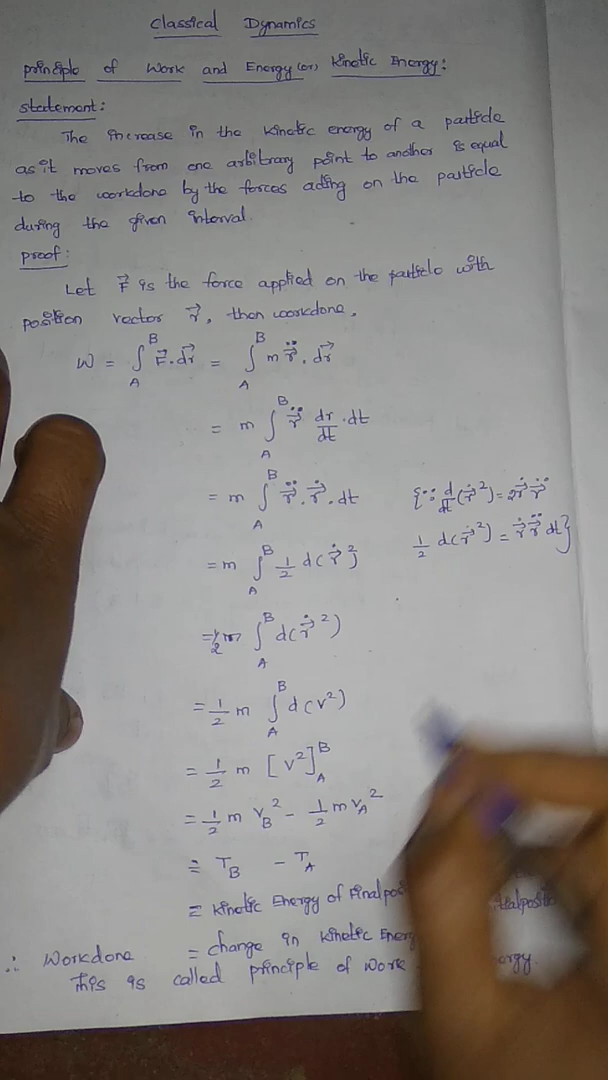 Classical Dynamics
principle of Work and Energy (or) Kinetic Energy:
statement:
The increase in the kinetic energy of a particle
as it moves from one arbitrary point to another is equal
to the workdone by the forces acting on the particle
during the given interval.
proof:
Let F⃗ is the force applied on the particle with
position vector r⃗, then workdone,
W = ∫_A^B F⃗.dr⃗ = ∫_A^B m r⃗̈ . dr⃗
= m ∫_A^B r⃗̈ dr/dt . dt
= m ∫_A^B r⃗̈ . r⃗̇ . dt {∵ d/dt (r⃗̇²) = 2r⃗̇ r⃗̈
= m ∫_A^B 1/2 d(r⃗̇)² 1/2 d(r⃗̇²) = r⃗̇ r⃗̈ dt}
= 1/2 m ∫_A^B d(r⃗̇²)
= 1/2 m ∫_A^B d(v²)
= 1/2 m [v²]_A^B
= 1/2 m v_B² - 1/2 m v_A²
= T_B - T_A
= Kinetic Energy of Final
∴ Workdone = change in kinetic
This is called principle of work